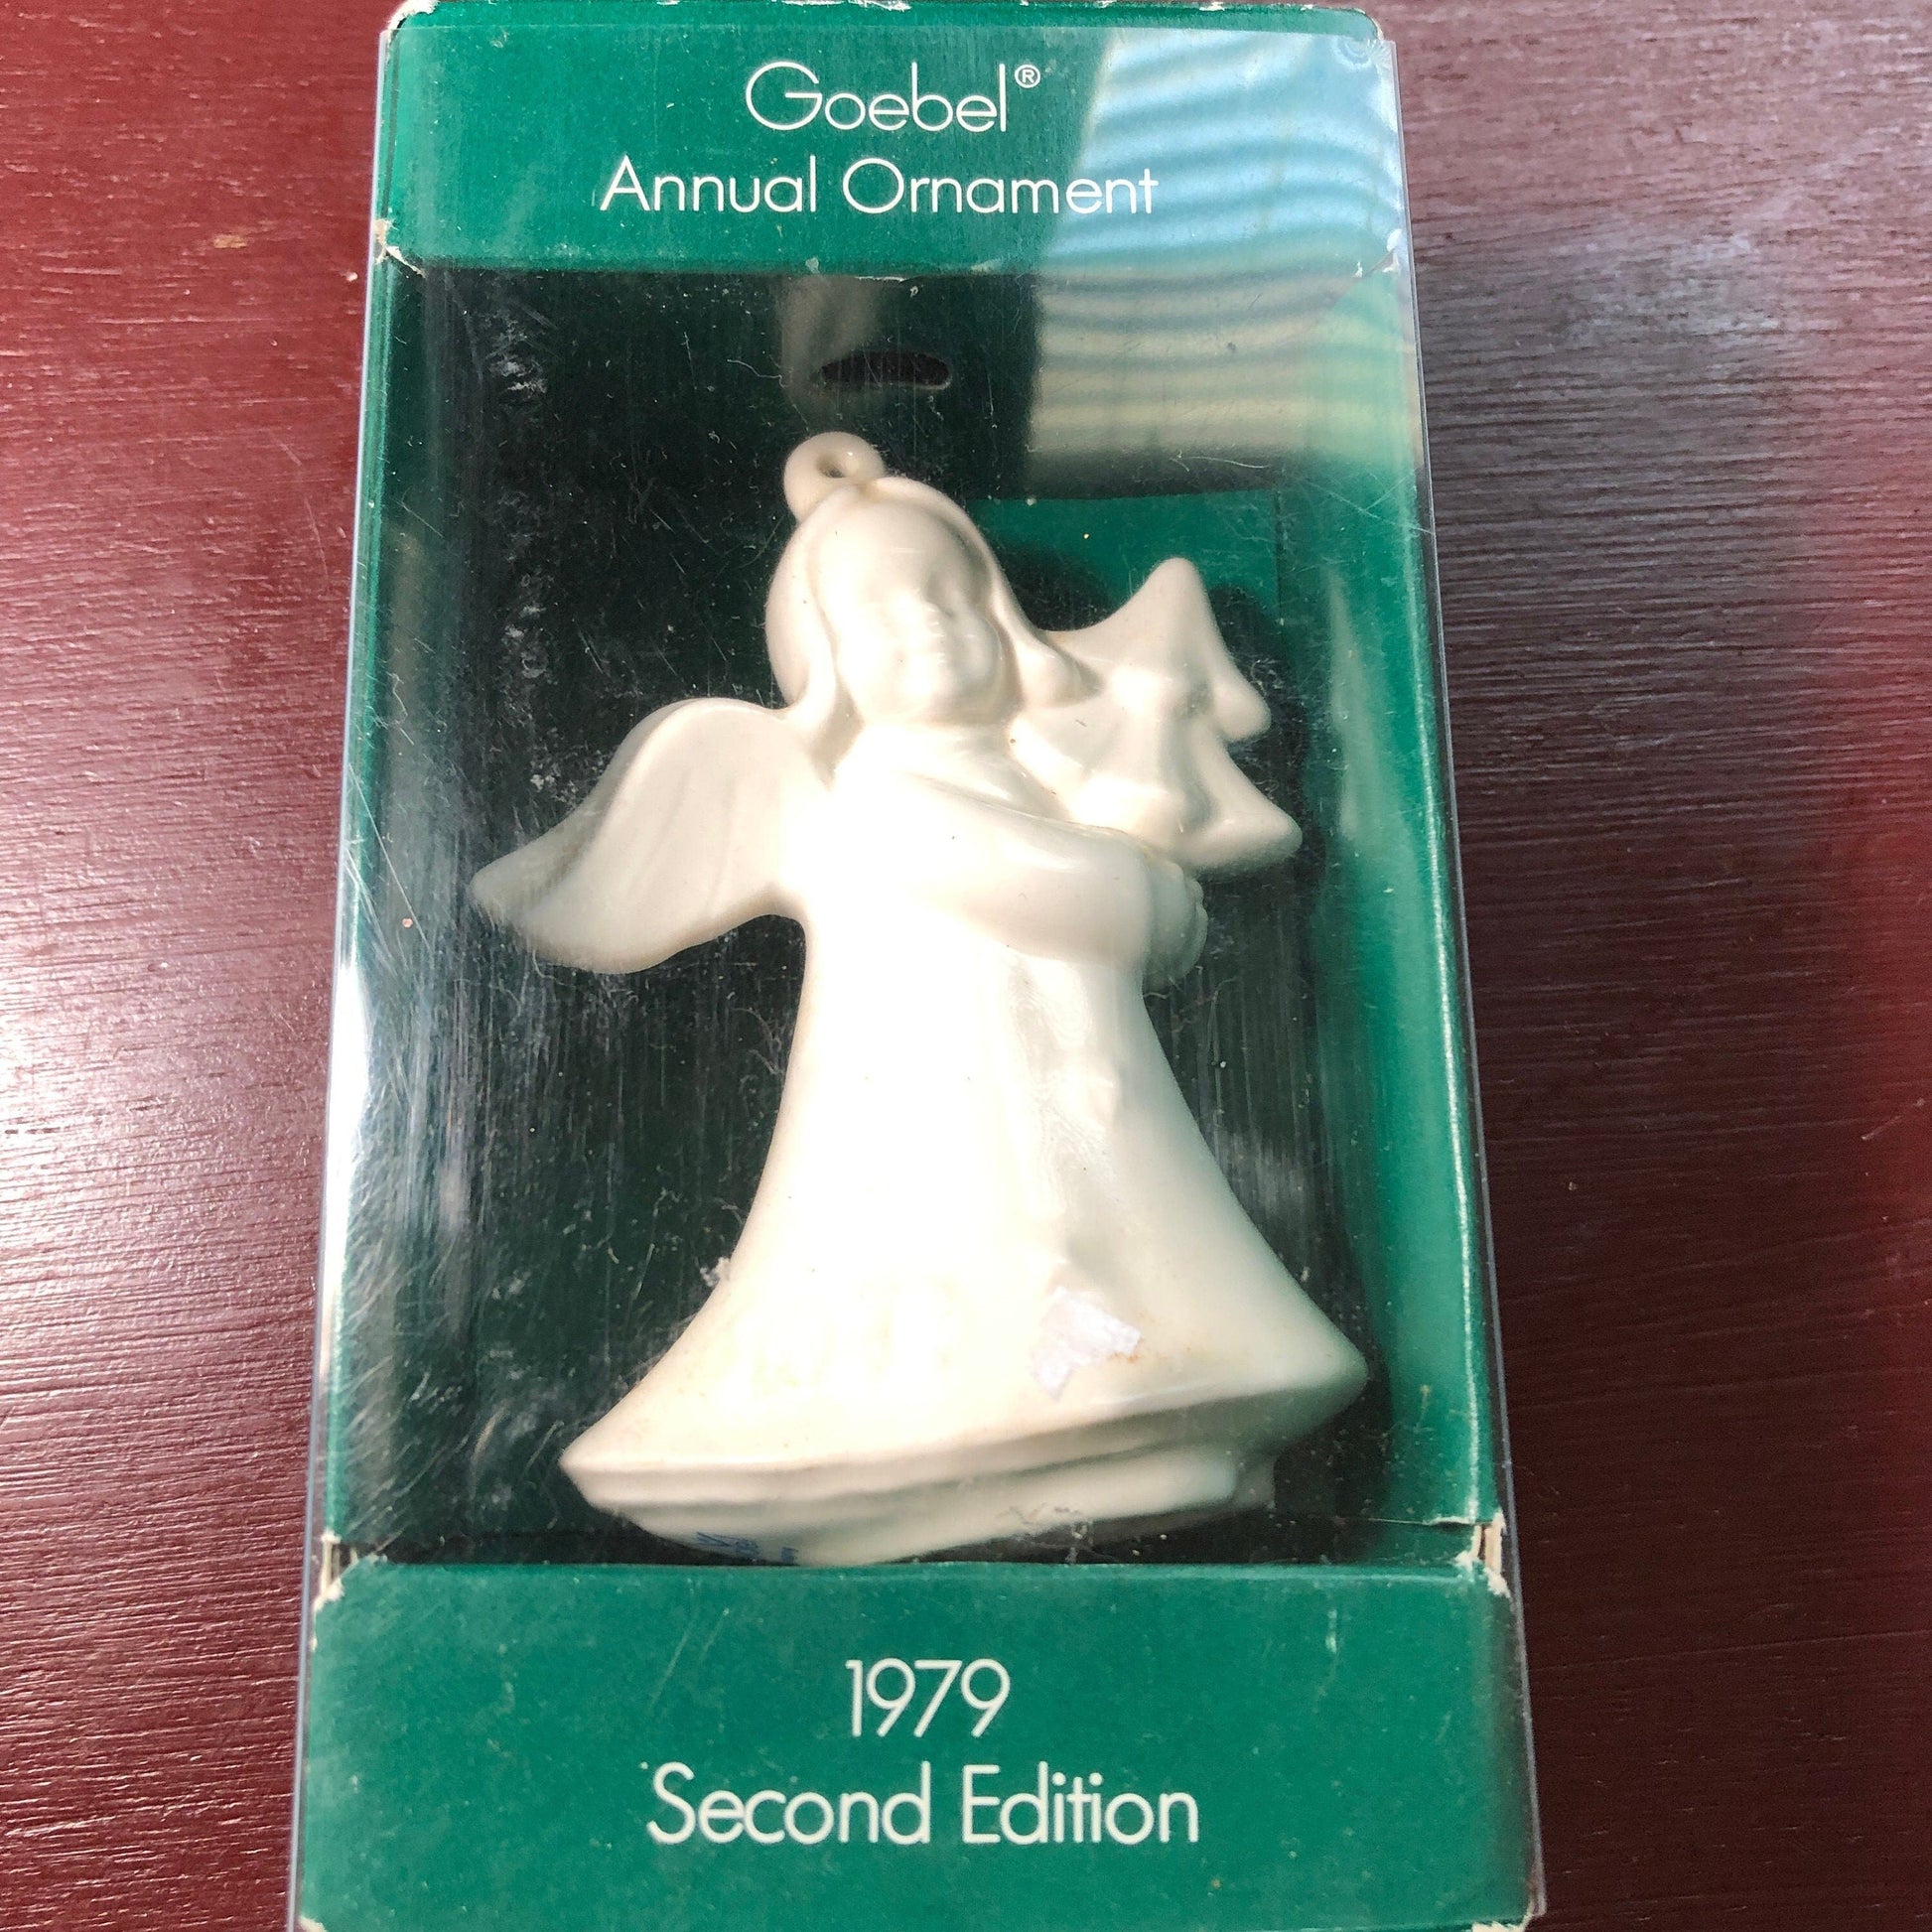 Goebel®
Annual Ornament
1979
Second Edition